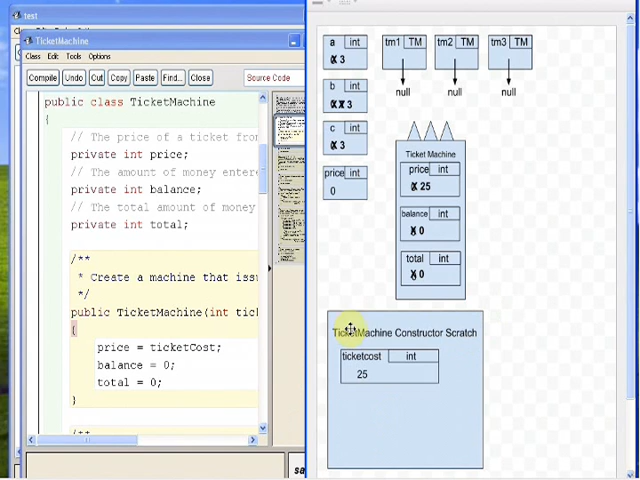 test
TicketMachine
Class Edit Tools Options
Compile Undo Cut Copy Paste Find... Close Source Code
public class TicketMachine
{
// The price of a ticket from
private int price;
// The amount of money enter
private int balance;
// The total amount of money
private int total;
/**
* Create a machine that iss
*/
public TicketMachine(int tic
{
price = ticketCost;
balance = 0;
total = 0;
}
/**
a int
3
b int
3
c int
3
price int
0
tm1 TM
null
tm2 TM
null
tm3 TM
null
Ticket Machine
price int
25
balance int
0
total int
0
TicketMachine Constructor Scratch
ticketcost int
25
sa